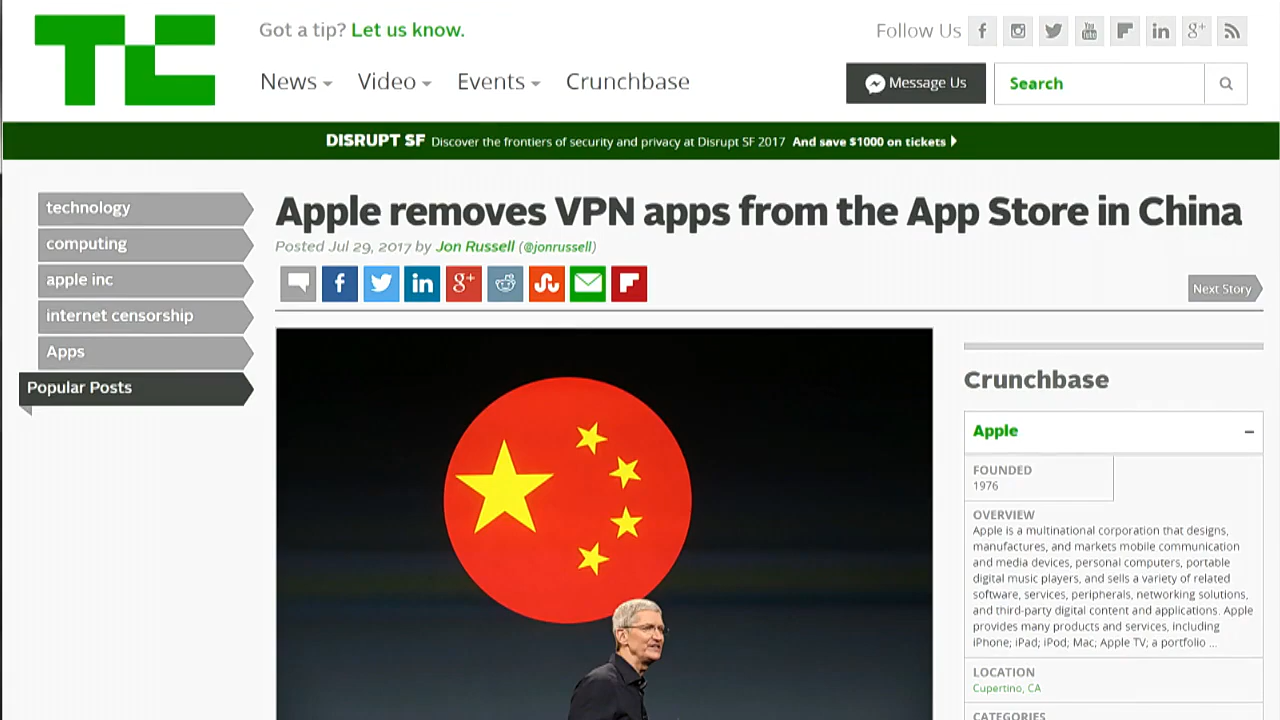 TC
Got a tip? Let us know.
Follow Us
News Video Events Crunchbase
Message Us
Search
DISRUPT SF Discover the frontiers of security and privacy at Disrupt SF 2017 And save $1000 on tickets
technology
computing
apple inc
internet censorship
Apps
Popular Posts
Apple removes VPN apps from the App Store in China
Posted Jul 29, 2017 by Jon Russell (@jonrussell)
Next Story
Crunchbase
Apple
FOUNDED
1976
OVERVIEW
Apple is a multinational corporation that designs,
manufactures, and markets mobile communication
and media devices, personal computers, portable
digital music players, and sells a variety of related
software, services, peripherals, networking solutions,
and third-party digital content and applications. Apple
provides many products and services, including
iPhone; iPad; iPod; Mac; Apple TV; a portfolio ...
LOCATION
Cupertino, CA
CATEGORIES